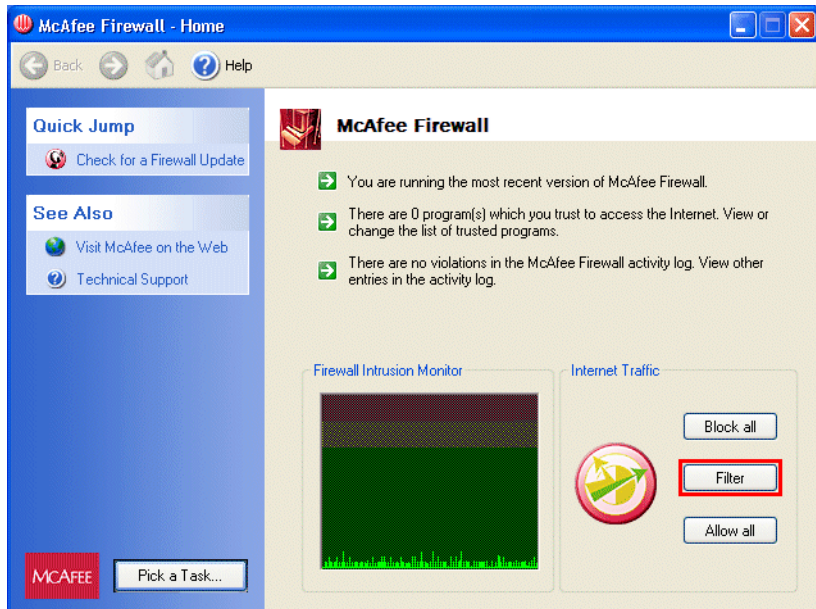 McAfee Firewall - Home
Back
Help
Quick Jump
Check for a Firewall Update
See Also
Visit McAfee on the Web
Technical Support
McAfee Firewall
You are running the most recent version of McAfee Firewall.
There are 0 program(s) which you trust to access the Internet. View or
change the list of trusted programs.
There are no violations in the McAfee Firewall activity log. View other
entries in the activity log.
Firewall Intrusion Monitor
Internet Traffic
Block all
Filter
Allow all
MCAFEE
Pick a Task...